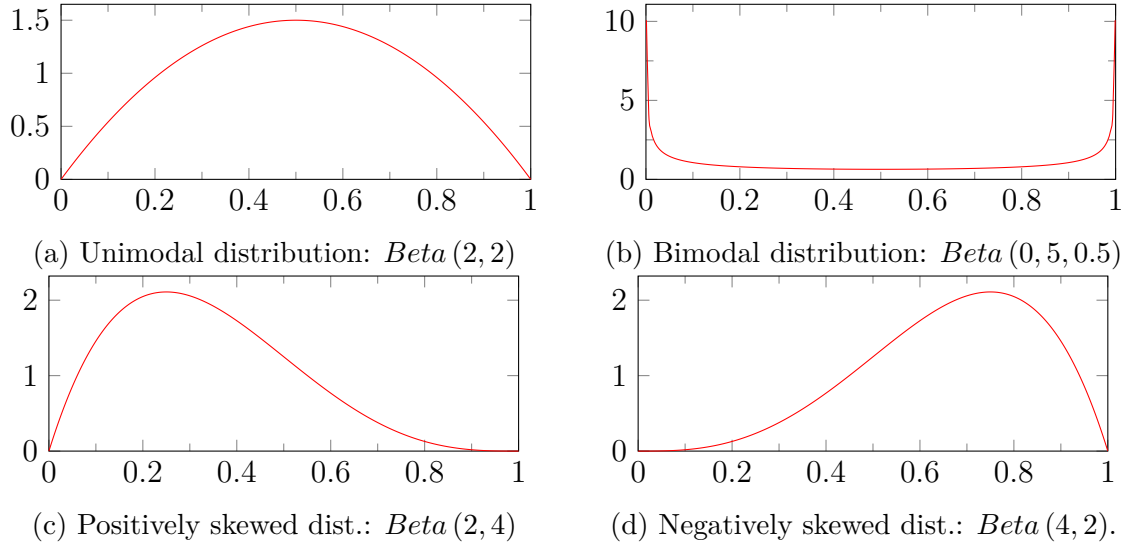 1.5
1
0.5
0
0 0.2 0.4 0.6 0.8 1
(a) Unimodal distribution: Beta (2, 2)
10
5
0
0 0.2 0.4 0.6 0.8 1
(b) Bimodal distribution: Beta (0, 5, 0.5)
2
1
0
0 0.2 0.4 0.6 0.8 1
(c) Positively skewed dist.: Beta (2, 4)
2
1
0
0 0.2 0.4 0.6 0.8 1
(d) Negatively skewed dist.: Beta (4, 2).